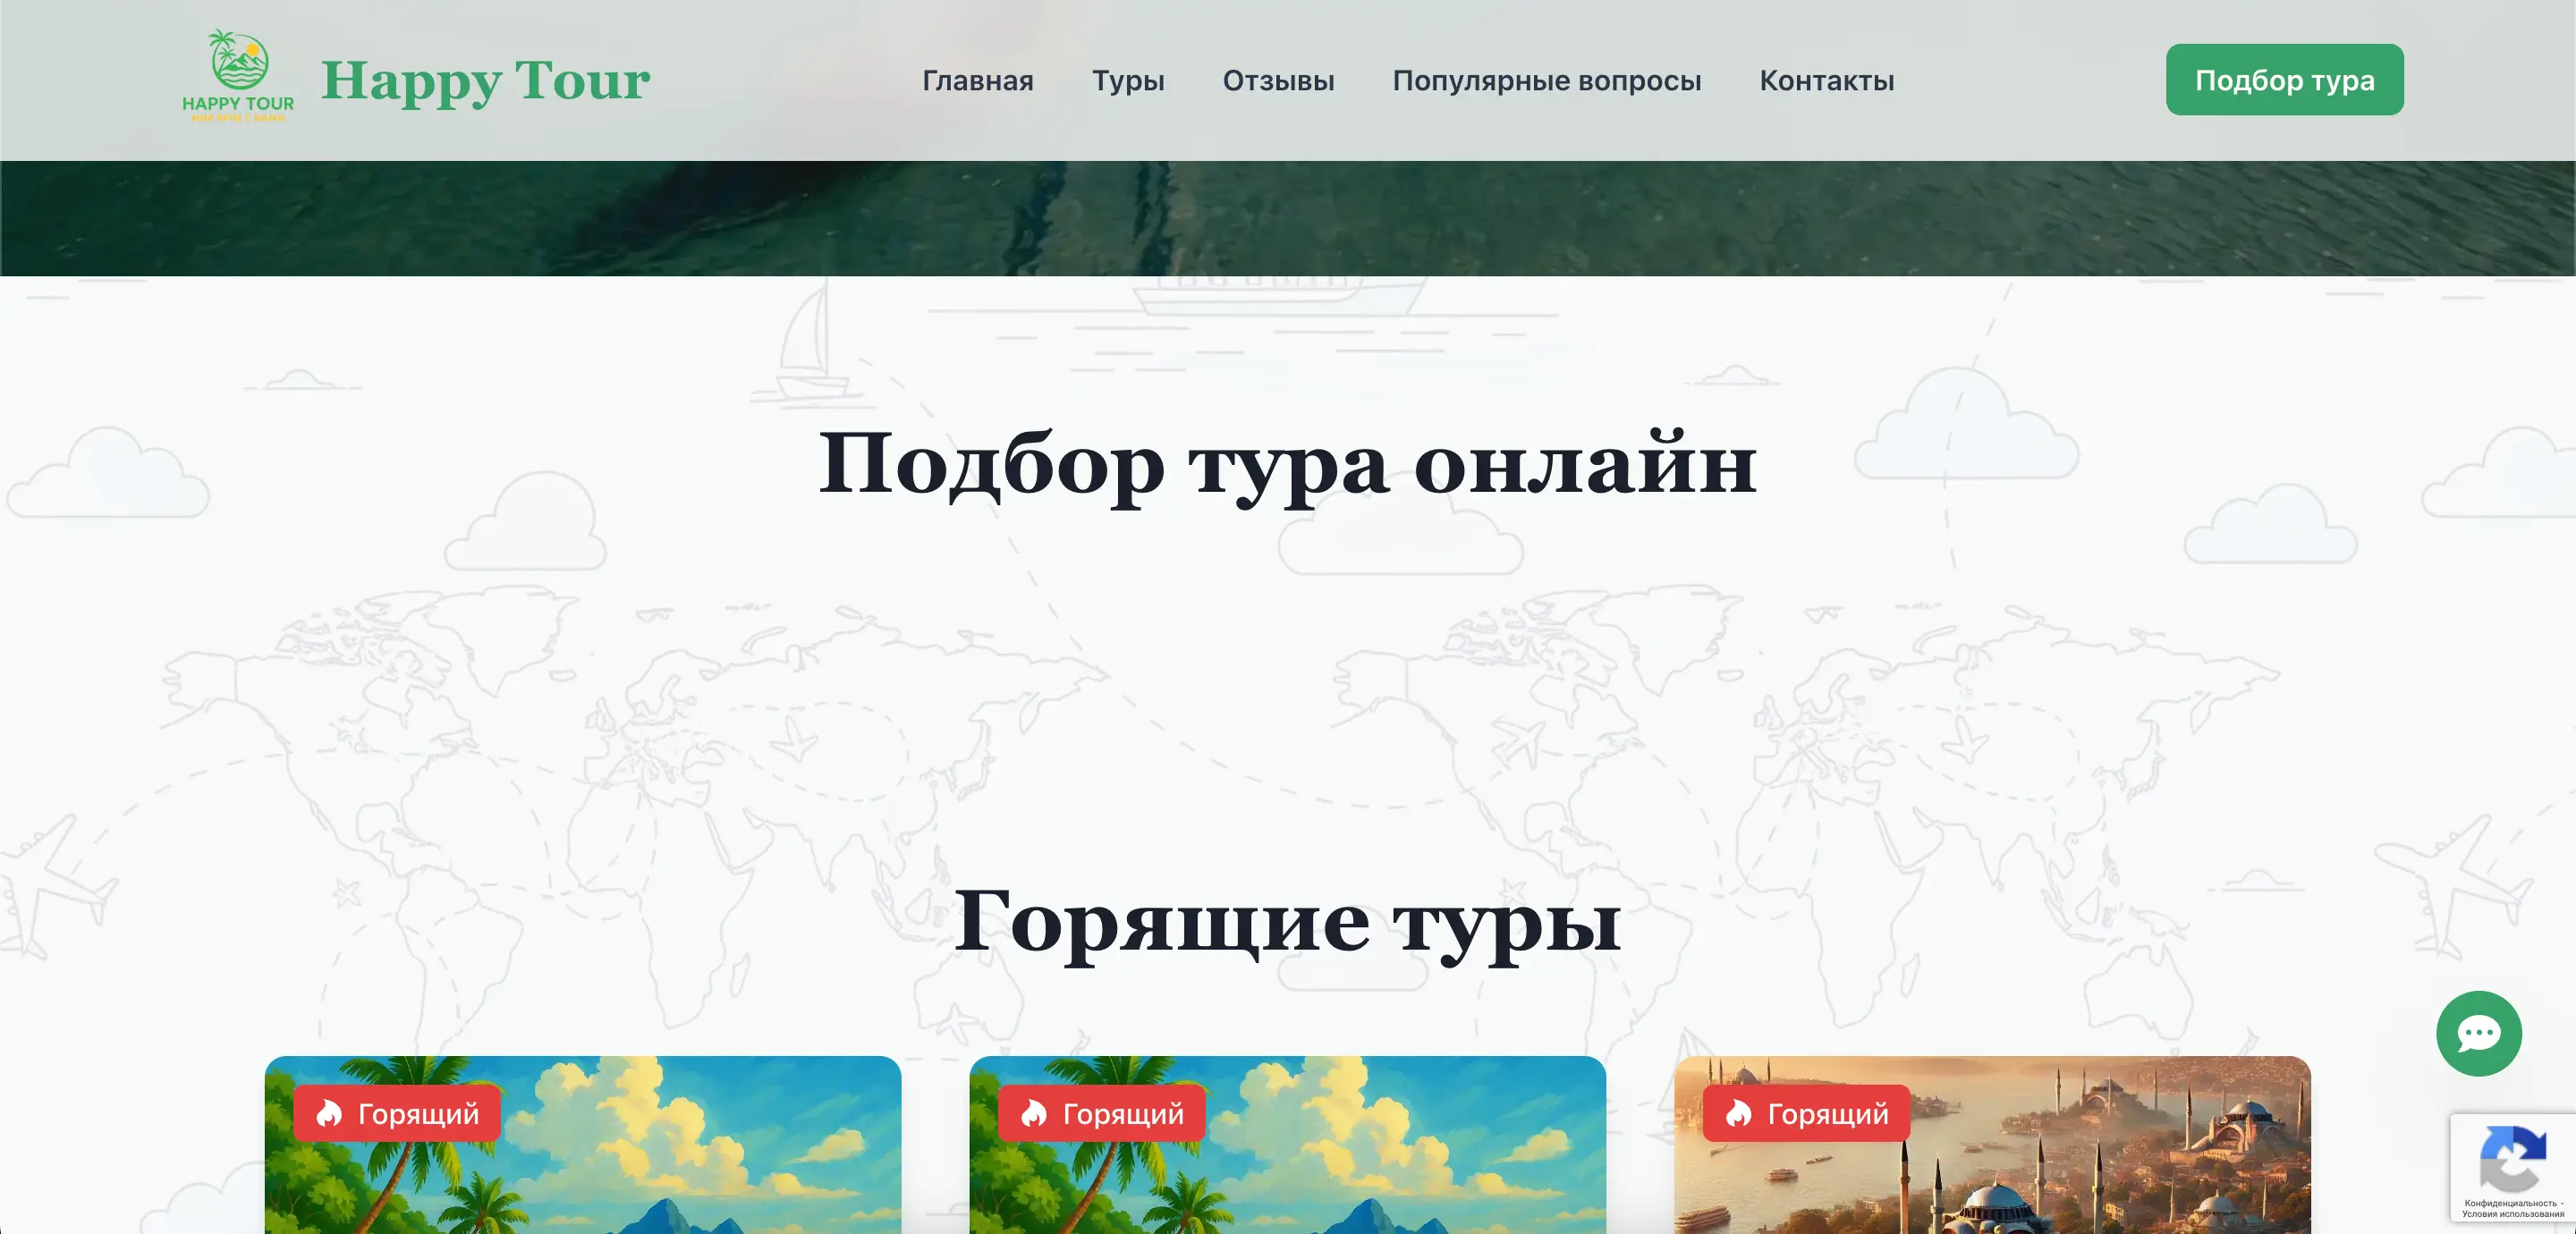 HAPPY TOUR
Happy Tour
Главная
Туры
Отзывы
Популярные вопросы
Контакты
Подбор тура
Подбор тура онлайн
Горящие туры
Горящий
Горящий
Горящий
Конфиденциальность -
Условия использования